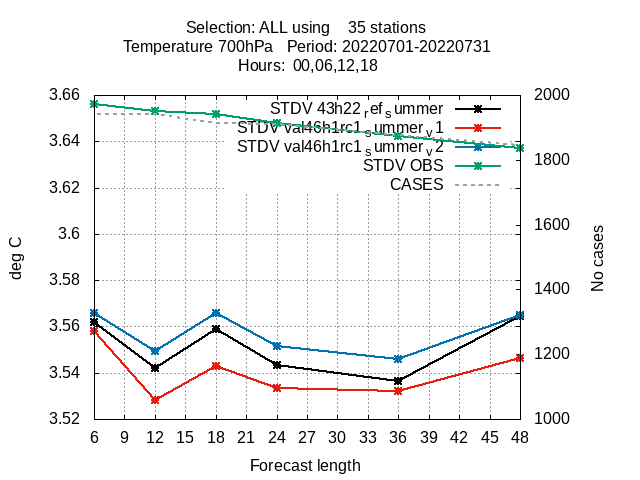 Selection: ALL using 35 stations
Temperature 700hPa Period: 20220701-20220731
Hours: 00,06,12,18
3.66
3.64
3.62
3.6
3.58
3.56
3.54
3.52
deg C
STDV 43h22ref_summer
STDV val46h1rc1summerv1
STDV val46h1rc1summerv2
STDV OBS
CASES
2000
1800
1600
1400
1200
1000
No cases
6 9 12 15 18 21 24 27 30 33 36 39 42 45 48
Forecast length